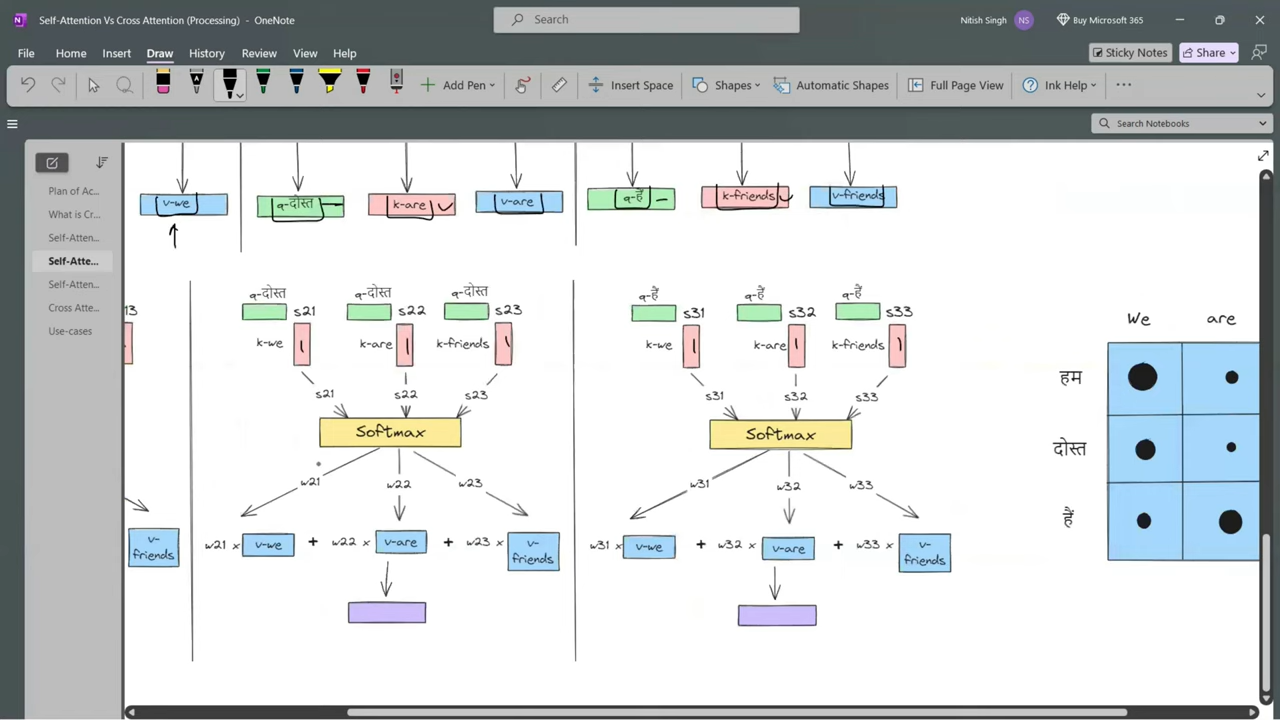 Self-Attention Vs Cross Attention (Processing) - OneNote
Search
Nitish Singh
NS
Buy Microsoft 365
File Home Insert Draw History Review View Help
Sticky Notes
Share
Add Pen
Insert Space
Shapes
Automatic Shapes
Full Page View
Ink Help
Search Notebooks
Plan of Ac...
What is Cr...
Self-Atten...
Self-Atte...
Self-Atten...
Cross Atte...
Use-cases
v-we
q-दोस्त
k-are
v-are
q-हैं
k-friends
v-friends
13
q-दोस्त q-दोस्त q-दोस्त
s21 s22 s23
k-we k-are k-friends
s21 s22 s23
Softmax
w21 w22 w23
v-friends
w21 × v-we + w22 × v-are + w23 × v-friends
q-हैं q-हैं q-हैं
s31 s32 s33
k-we k-are k-friends
s31 s32 s33
Softmax
w31 w32 w33
w31 × v-we + w32 × v-are + w33 × v-friends
We are
हम
दोस्त
हैं